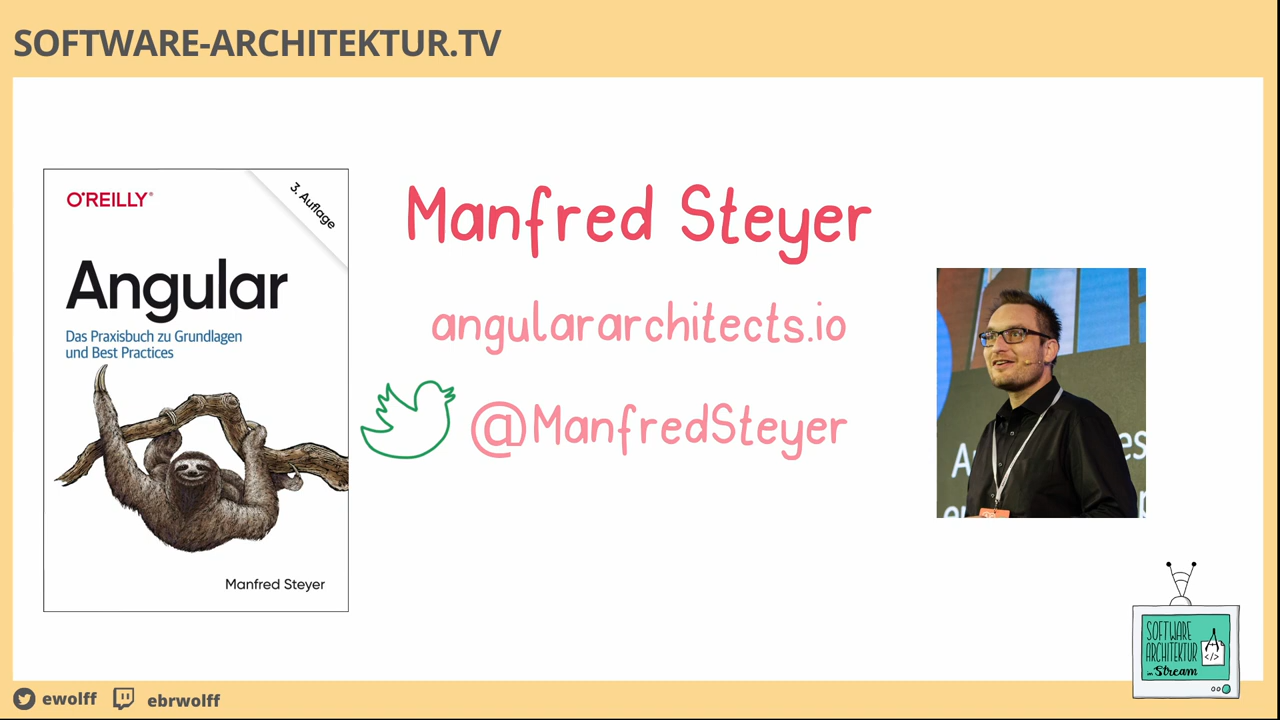 SOFTWARE-ARCHITEKTUR.TV
O'REILLY®
3. Auflage
Angular
Das Praxisbuch zu Grundlagen
und Best Practices
Manfred Steyer
Manfred Steyer
angulararchitects.io
@ManfredSteyer
SOFTWARE
ARCHITEKTUR
</>
im Stream
ewolff
ebrwolff